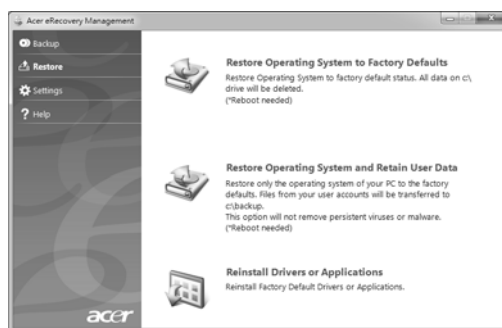 Acer eRecovery Management
Backup
Restore
Settings
Help
Restore Operating System to Factory Defaults
Restore Operating System to factory default status. All data on c:\
drive will be deleted.
(*Reboot needed)
Restore Operating System and Retain User Data
Restore only the operating system of your PC to the factory
defaults. Files from your user accounts will be transferred to
c:\backup.
This option will not remove persistent viruses or malware.
(*Reboot needed)
Reinstall Drivers or Applications
Reinstall Factory Default Drivers or Applications.
acer